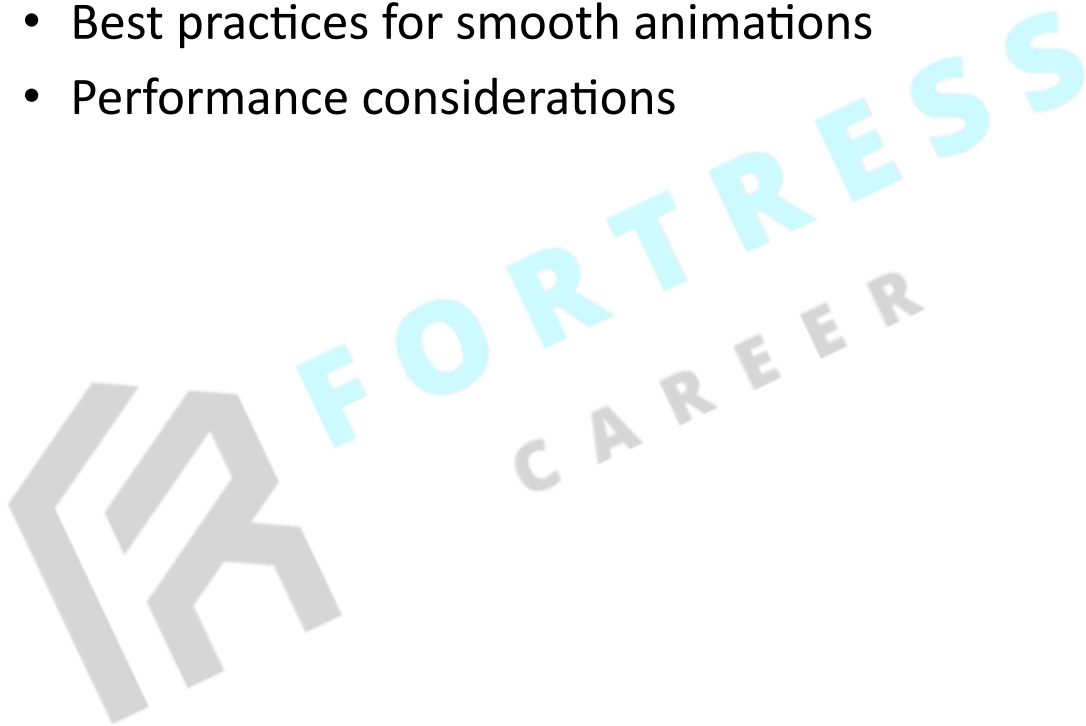 • Best practices for smooth animations
• Performance considerations
FORTRESS
CAREER